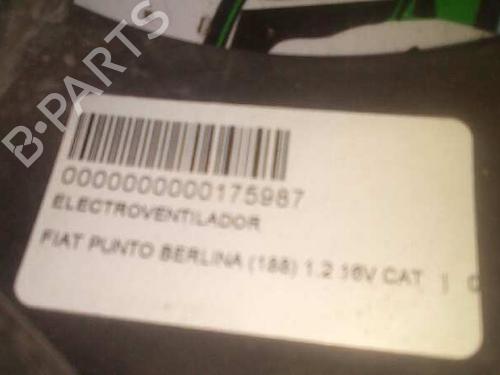 B-PARTS
0000000000175987
ELECTROVENTILADOR
FIAT PUNTO BERLINA (188) 1.2 16V CAT |